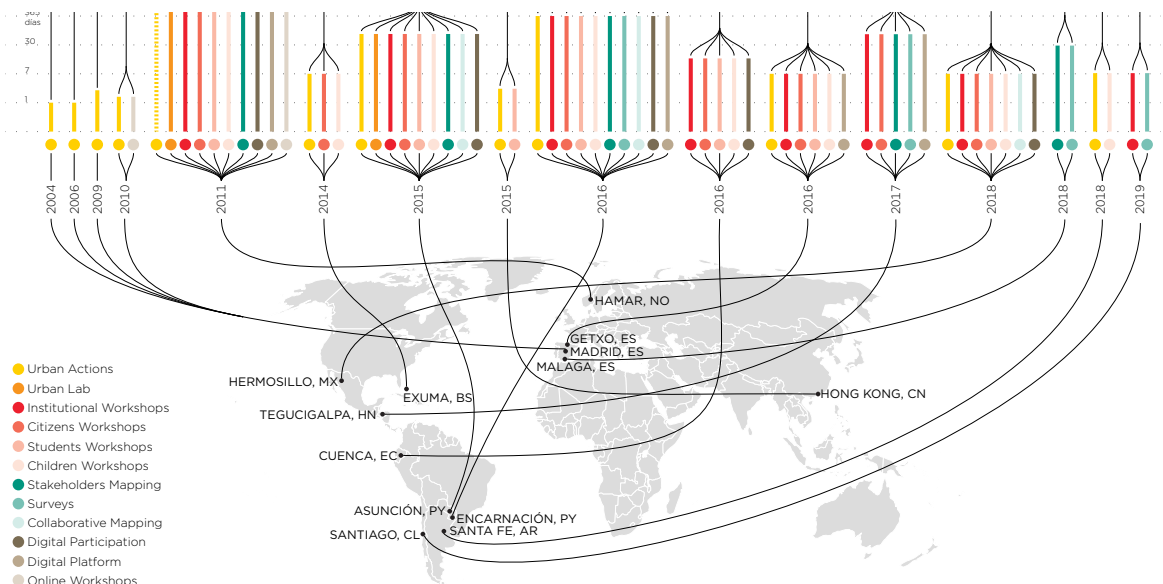 365
días
30
7
1
2004
2006
2009
2010
2011
2014
2015
2015
2016
2016
2016
2017
2018
2018
2018
2019
HAMAR, NO
GETXO, ES
MADRID, ES
MALAGA, ES
HERMOSILLO, MX
EXUMA, BS
HONG KONG, CN
TEGUCIGALPA, HN
CUENCA, EC
ASUNCIÓN, PY
ENCARNACIÓN, PY
SANTA FE, AR
SANTIAGO, CL
Urban Actions
Urban Lab
Institutional Workshops
Citizens Workshops
Students Workshops
Children Workshops
Stakeholders Mapping
Surveys
Collaborative Mapping
Digital Participation
Digital Platform
Online Workshops